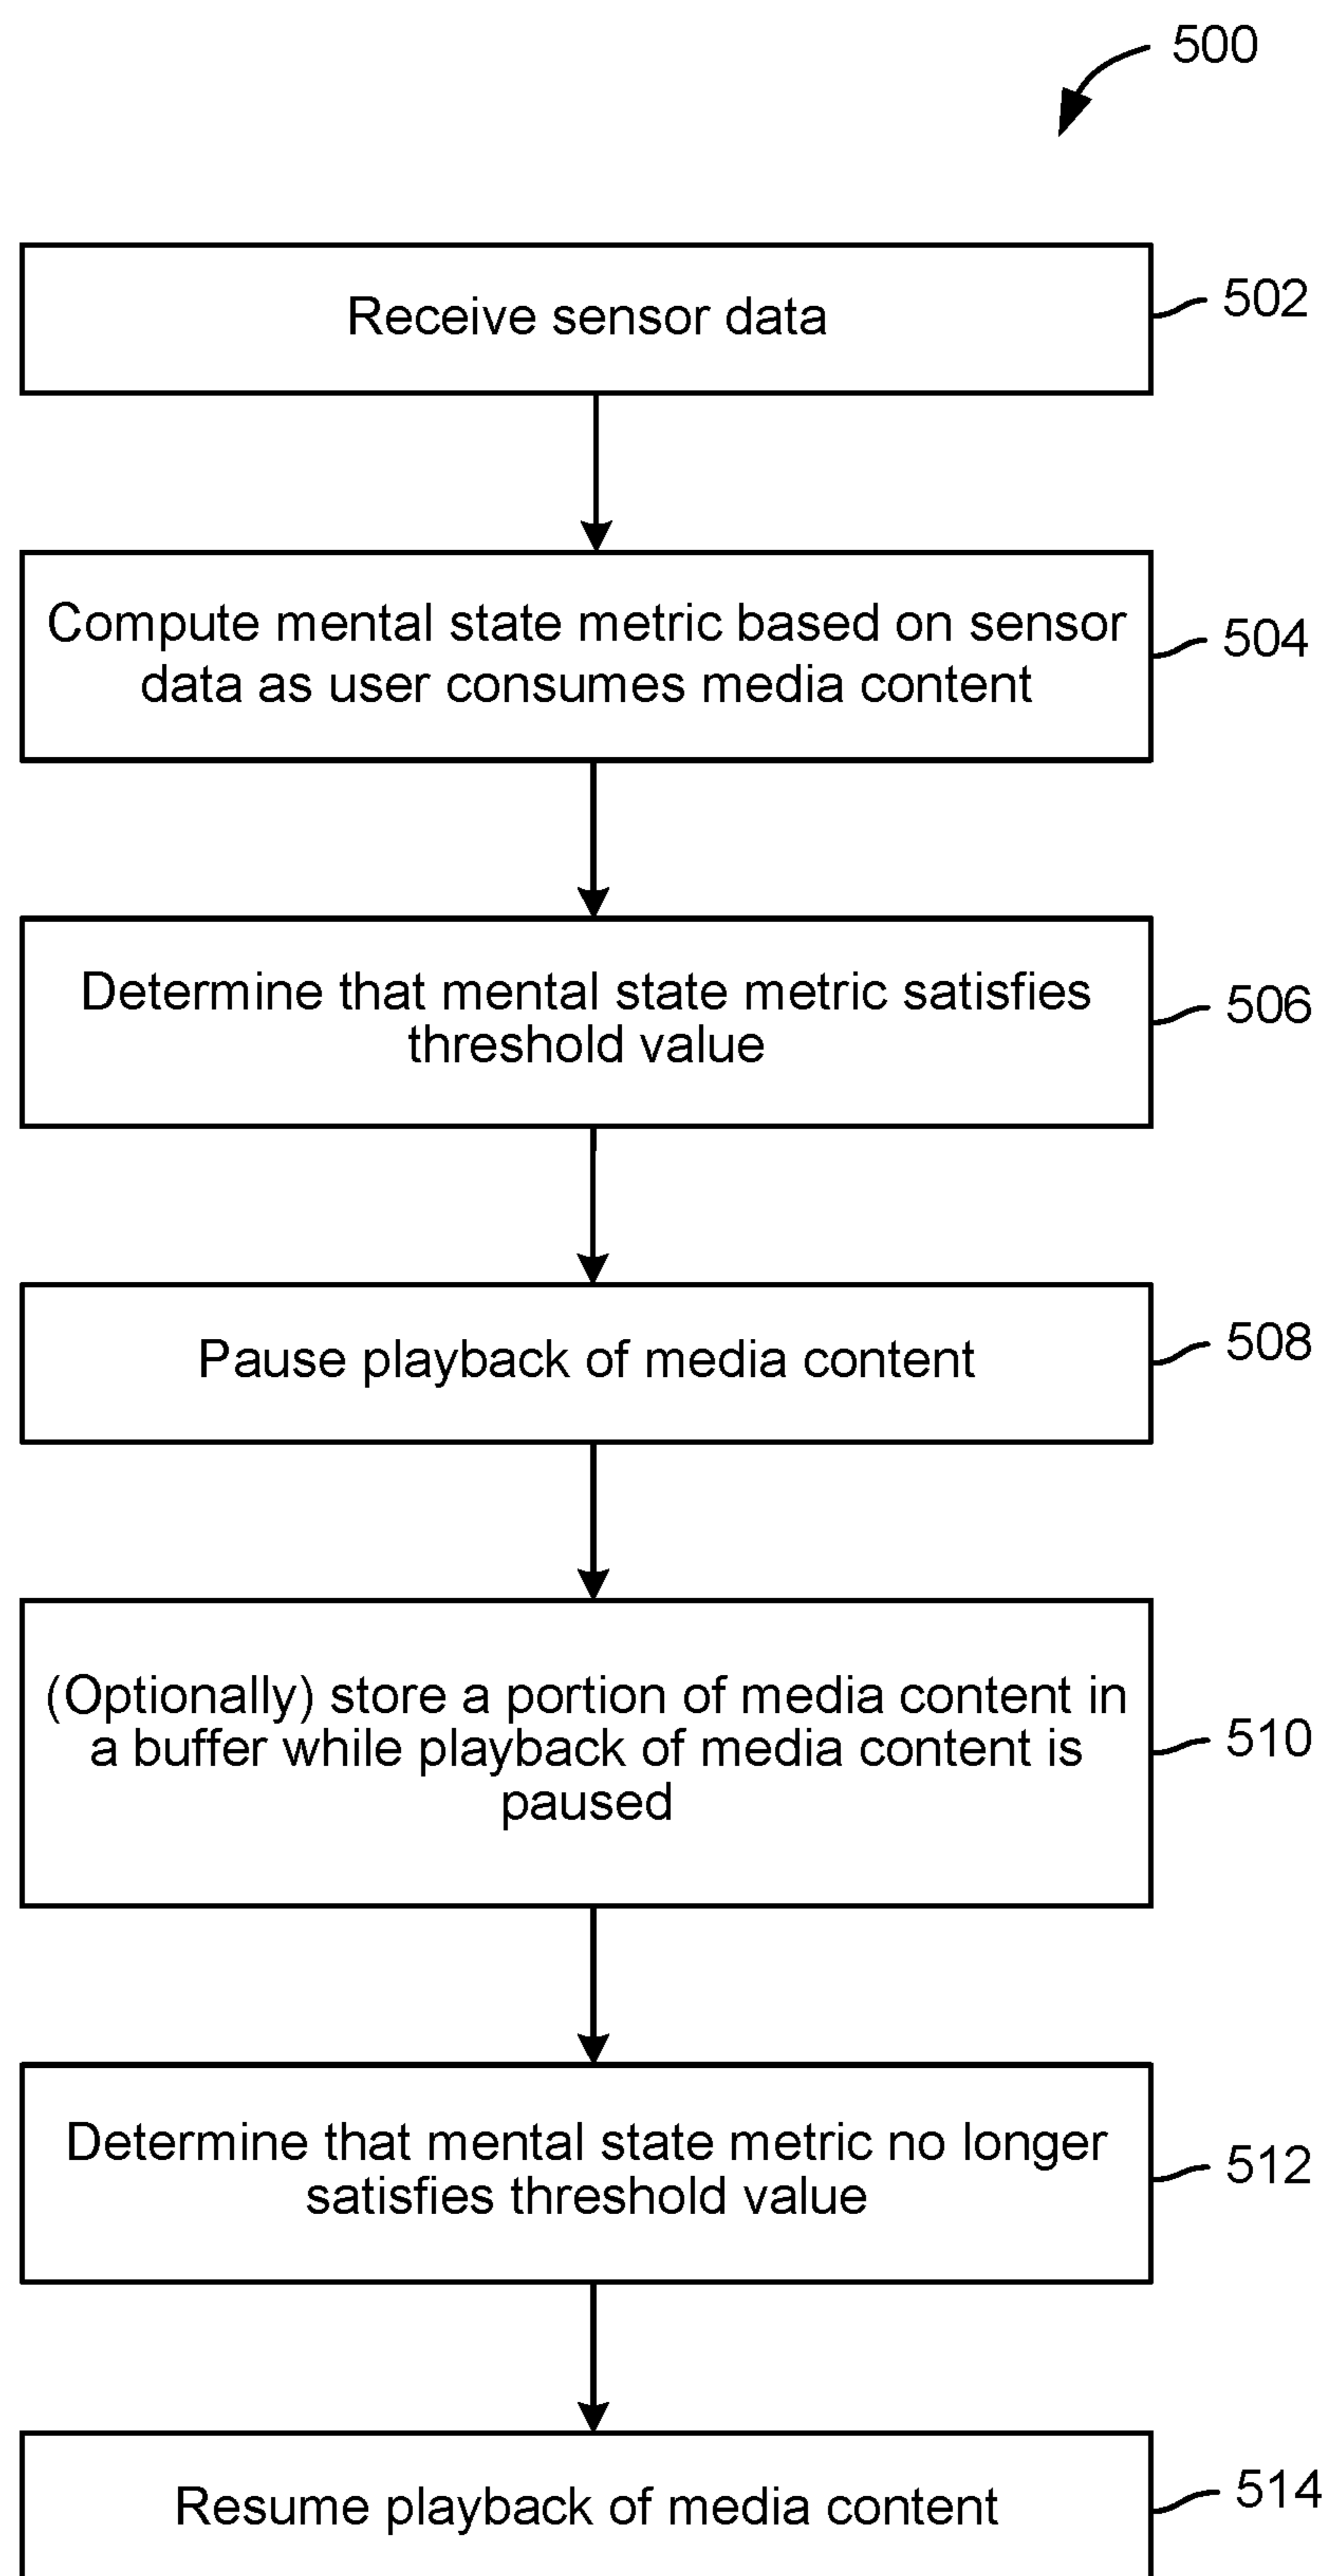 500
Receive sensor data
502
Compute mental state metric based on sensor
data as user consumes media content
504
Determine that mental state metric satisfies
threshold value
506
Pause playback of media content
508
(Optionally) store a portion of media content in
a buffer while playback of media content is
paused
510
Determine that mental state metric no longer
satisfies threshold value
512
Resume playback of media content
514